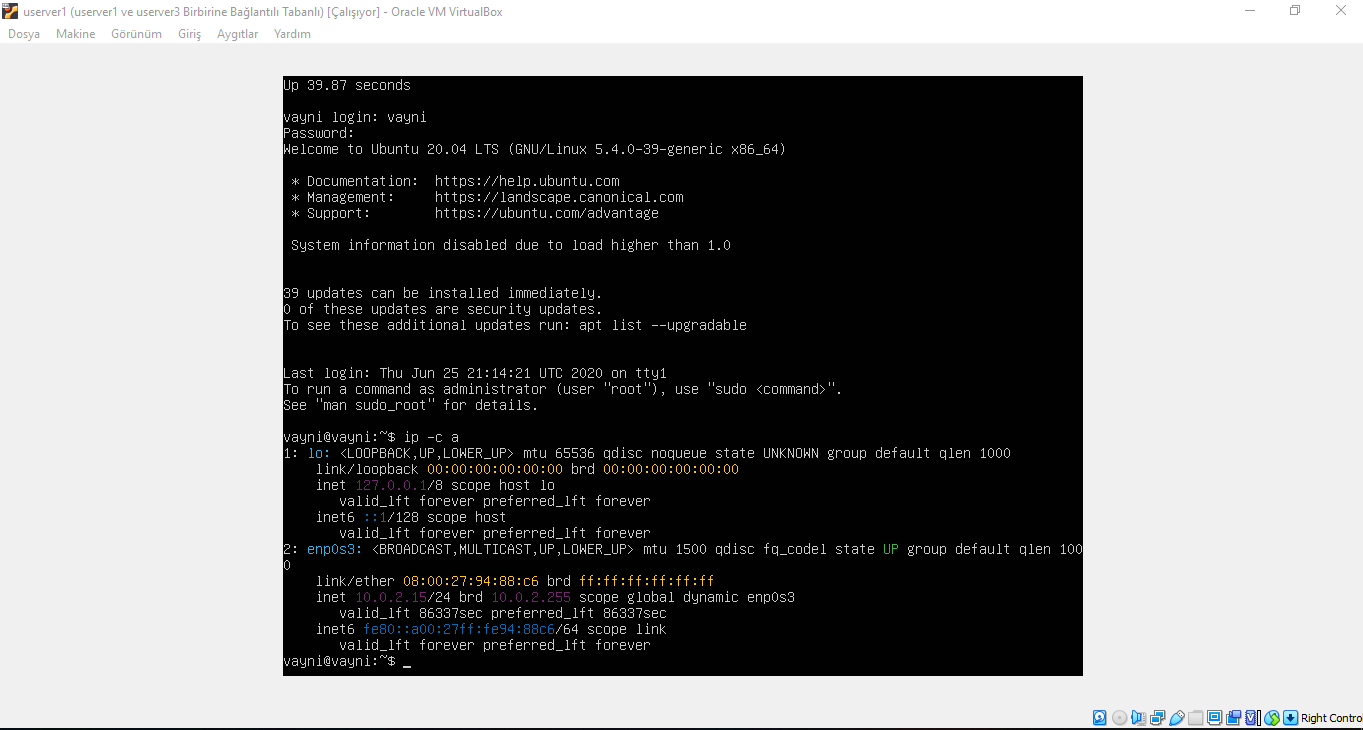 userver1 (userver1 ve userver3 Birbirine Bağlantılı Tabanlı) [Çalışıyor] - Oracle VM VirtualBox
Dosya Makine Görünüm Giriş Aygıtlar Yardım
Up 39.87 seconds
vayni login: vayni
Password:
Welcome to Ubuntu 20.04 LTS (GNU/Linux 5.4.0-39-generic x86_64)
* Documentation: https://help.ubuntu.com
* Management: https://landscape.canonical.com
* Support: https://ubuntu.com/advantage
System information disabled due to load higher than 1.0
39 updates can be installed immediately.
0 of these updates are security updates.
To see these additional updates run: apt list --upgradable
Last login: Thu Jun 25 21:14:21 UTC 2020 on tty1
To run a command as administrator (user "root"), use "sudo <command>".
See "man sudo_root" for details.
vayni@vayni:~$ ip -c a
1: lo: <LOOPBACK,UP,LOWER_UP> mtu 65536 qdisc noqueue state UNKNOWN group default qlen 1000
link/loopback 00:00:00:00:00:00 brd 00:00:00:00:00:00
inet 127.0.0.1/8 scope host lo
valid_lft forever preferred_lft forever
inet6 ::1/128 scope host
valid_lft forever preferred_lft forever
2: enp0s3: <BROADCAST,MULTICAST,UP,LOWER_UP> mtu 1500 qdisc fq_codel state UP group default qlen 100
0
link/ether 08:00:27:94:88:c6 brd ff:ff:ff:ff:ff:ff
inet 10.0.2.15/24 brd 10.0.2.255 scope global dynamic enp0s3
valid_lft 86337sec preferred_lft 86337sec
inet6 fe80::a00:27ff:fe94:88c6/64 scope link
valid_lft forever preferred_lft forever
vayni@vayni:~$ _
Right Contro